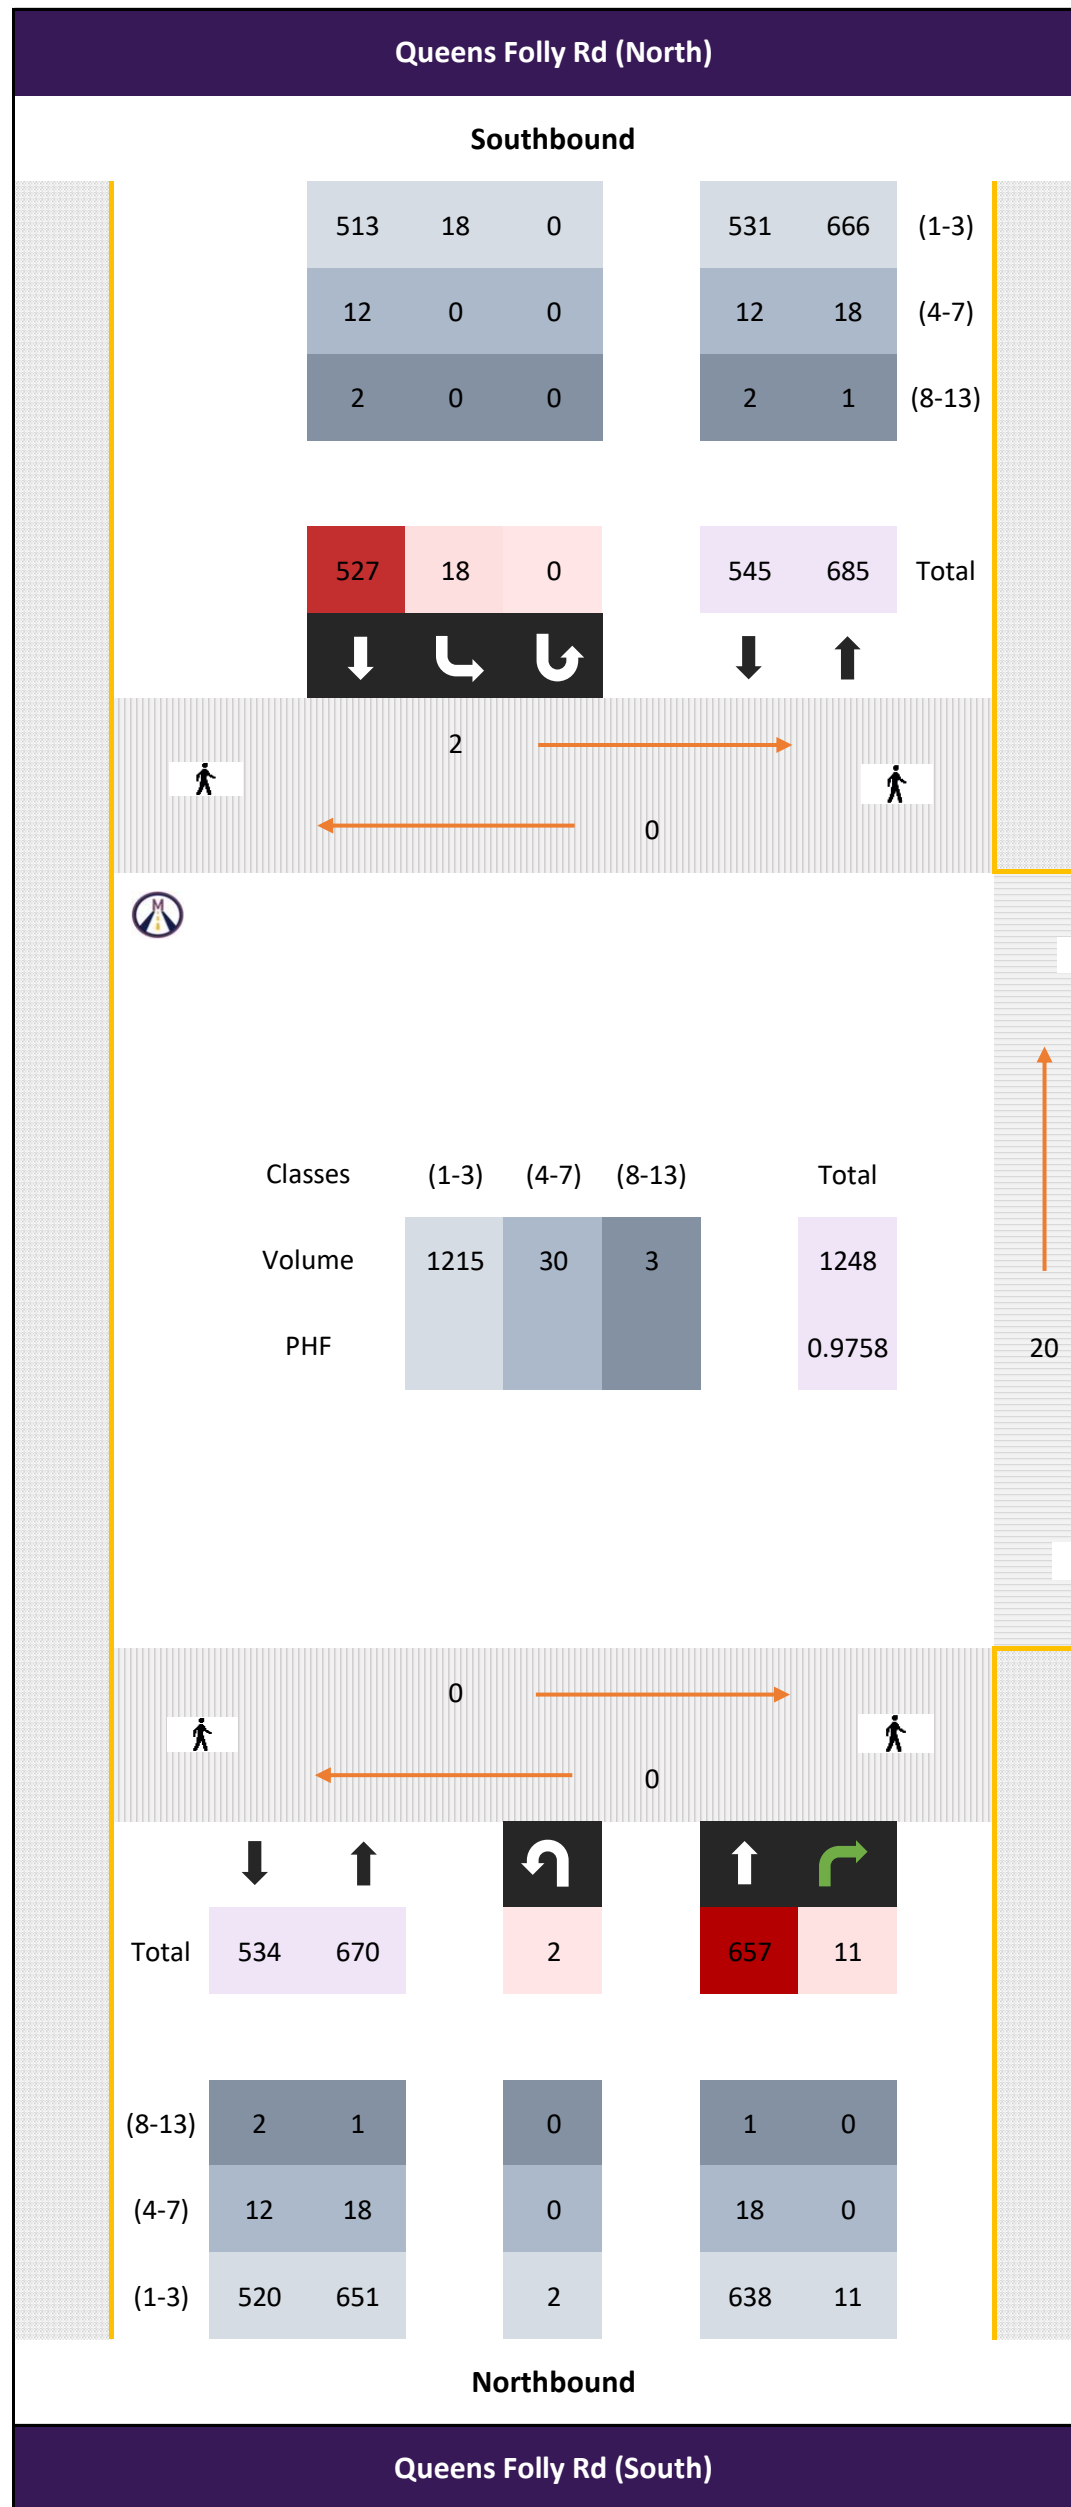 Queens Folly Rd (North)
Southbound
513 18 0 531 666 (1-3)
12 0 0 12 18 (4-7)
2 0 0 2 1 (8-13)
527 18 0 545 685 Total
2
0
M
Classes (1-3) (4-7) (8-13) Total
Volume 1215 30 3 1248
PHF 0.9758
20
0
0
Total 534 670 2 657 11
(8-13) 2 1 0 1 0
(4-7) 12 18 0 18 0
(1-3) 520 651 2 638 11
Northbound
Queens Folly Rd (South)